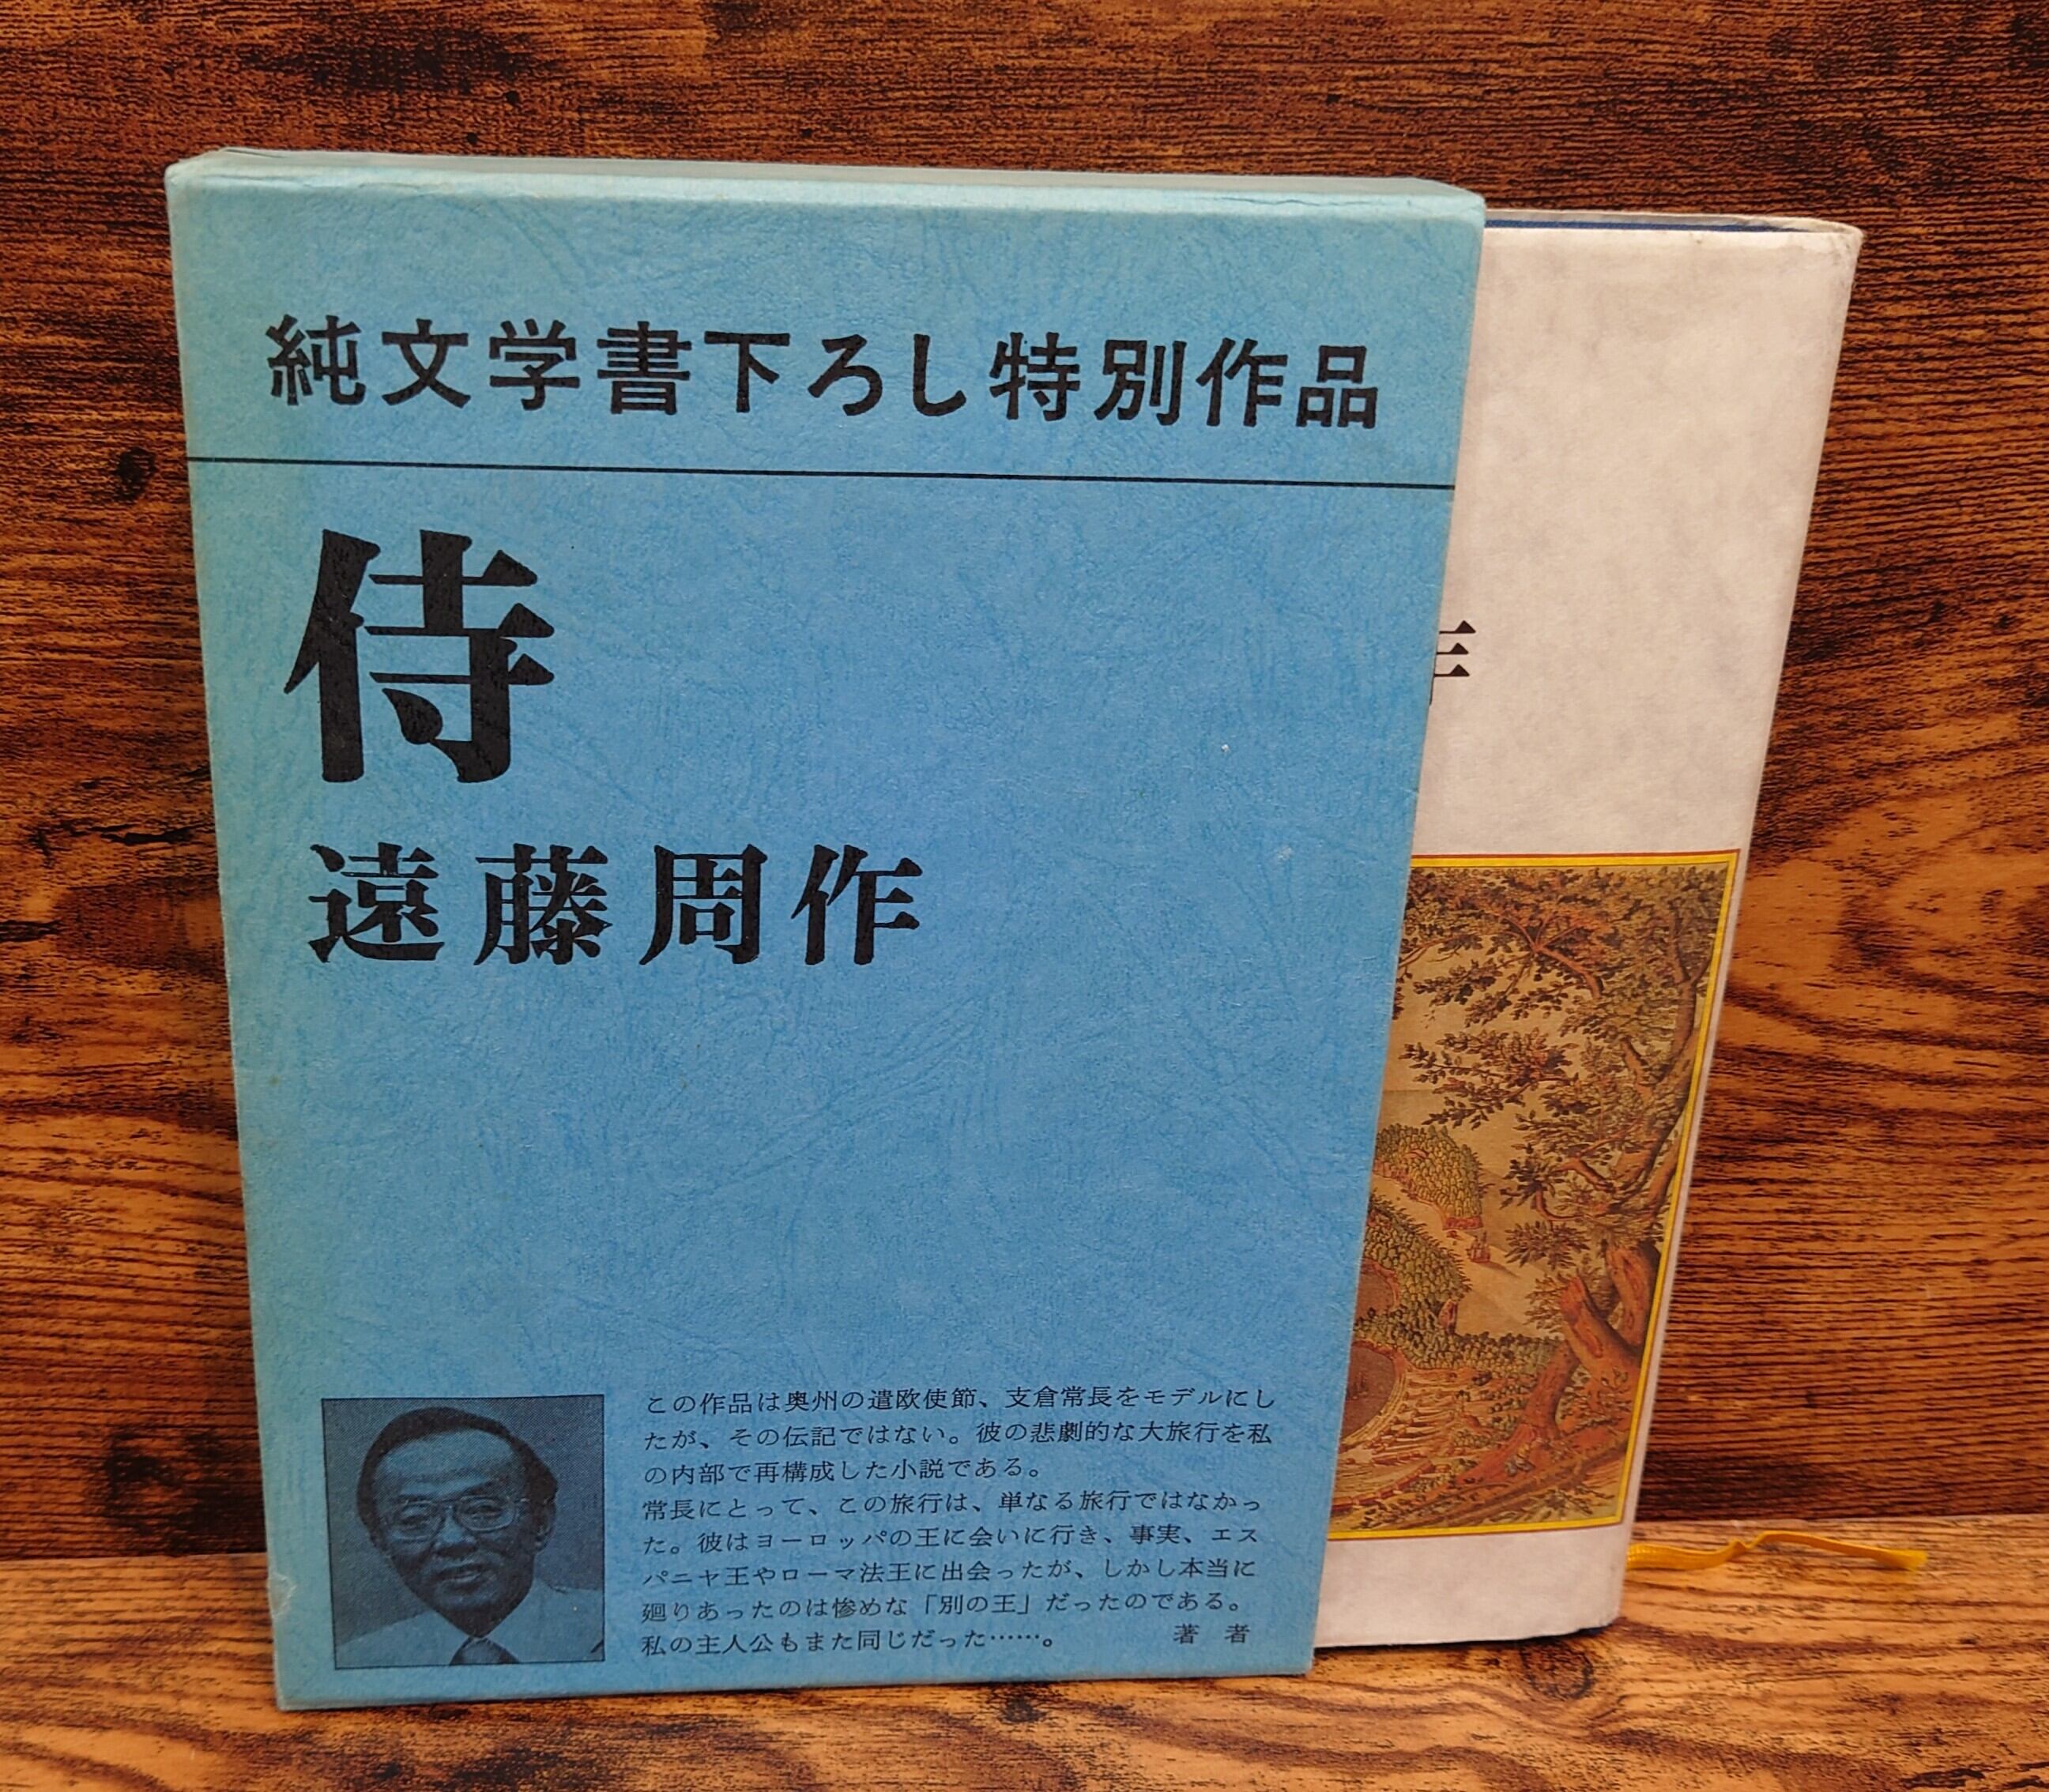 純文学書下ろし特別作品
侍
遠藤周作
この作品は奥州の遣欧使節、支倉常長をモデルにし
たが、その伝記ではない。彼の悲劇的な大旅行を私
の内部で再構成した小説である。
常長にとって、この旅行は、単なる旅行ではなかっ
た。彼はヨーロッパの王に会いに行き、事実、エス
パニヤ王やローマ法王に出会ったが、しかし本当に
廻りあったのは惨めな「別の王」だったのである。
私の主人公もまた同じだった……。 著 者